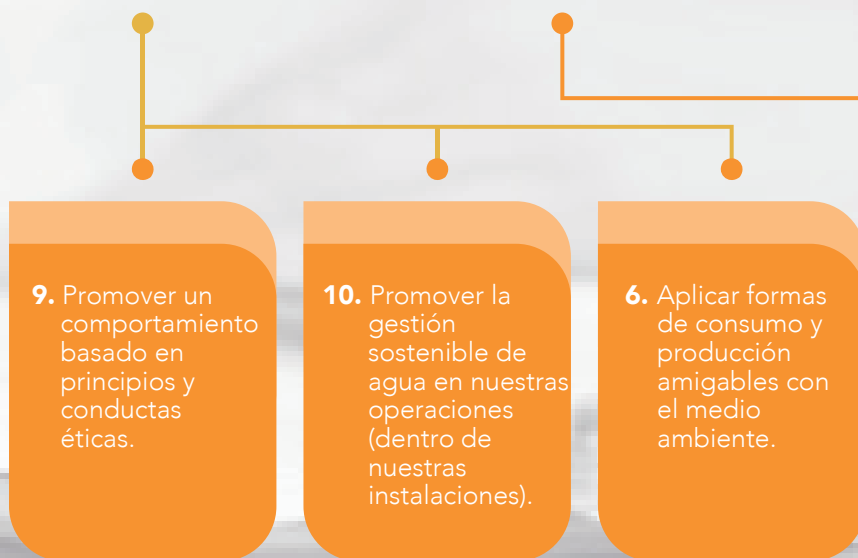 9. Promover un
comportamiento
basado en
principios y
conductas
éticas.
10. Promover la
gestión
sostenible de
agua en nuestras
operaciones
(dentro de
nuestras
instalaciones).
6. Aplicar formas
de consumo y
producción
amigables con
el medio
ambiente.